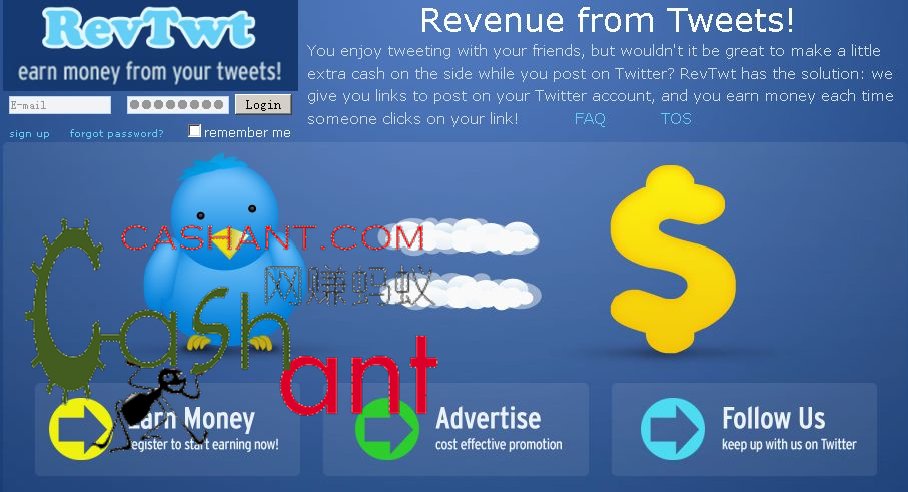 RevTwt
earn money from your tweets!
E-mail
Login
sign up
forgot password?
remember me
Revenue from Tweets!
You enjoy tweeting with your friends, but wouldn't it be great to make a little
extra cash on the side while you post on Twitter? RevTwt has the solution: we
give you links to post on your Twitter account, and you earn money each time
someone clicks on your link!
FAQ
TOS
CASHANT.COM
网赚蚂蚁
Cash
ant
Earn Money
register to start earning now!
Advertise
cost effective promotion
Follow Us
keep up with us on Twitter